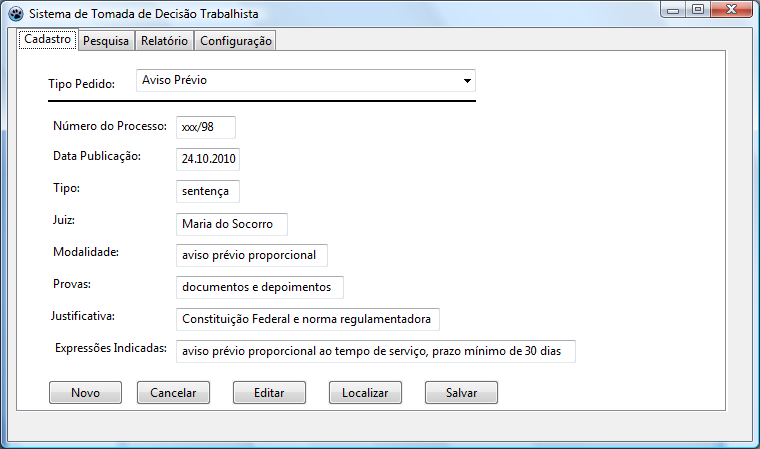 Sistema de Tomada de Decisão Trabalhista
Cadastro Pesquisa Relatório Configuração
Tipo Pedido: Aviso Prévio
Número do Processo: xxx/98
Data Publicação: 24.10.2010
Tipo: sentença
Juiz: Maria do Socorro
Modalidade: aviso prévio proporcional
Provas: documentos e depoimentos
Justificativa: Constituição Federal e norma regulamentadora
Expressões Indicadas: aviso prévio proporcional ao tempo de serviço, prazo mínimo de 30 dias
Novo Cancelar Editar Localizar Salvar